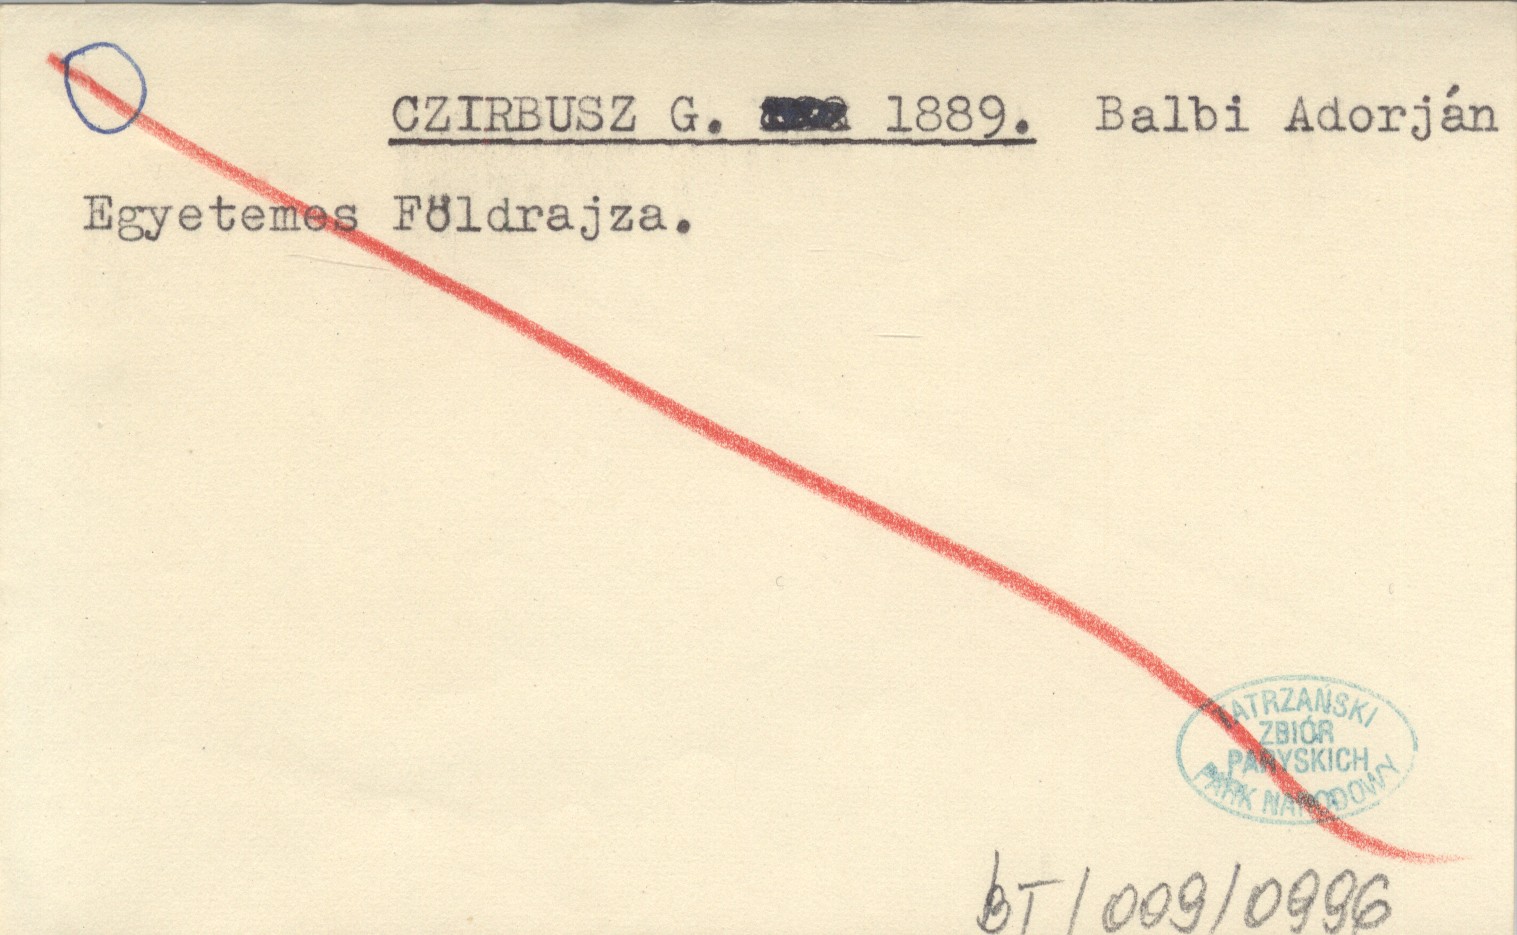 CZIRBUSZ G. 1889. Balbi Adorján
Egyetemes Földrajza.
TATRZAŃSKI
ZBIÓR
PARYSKICH
PARK NARODOWY
BT/009/0996